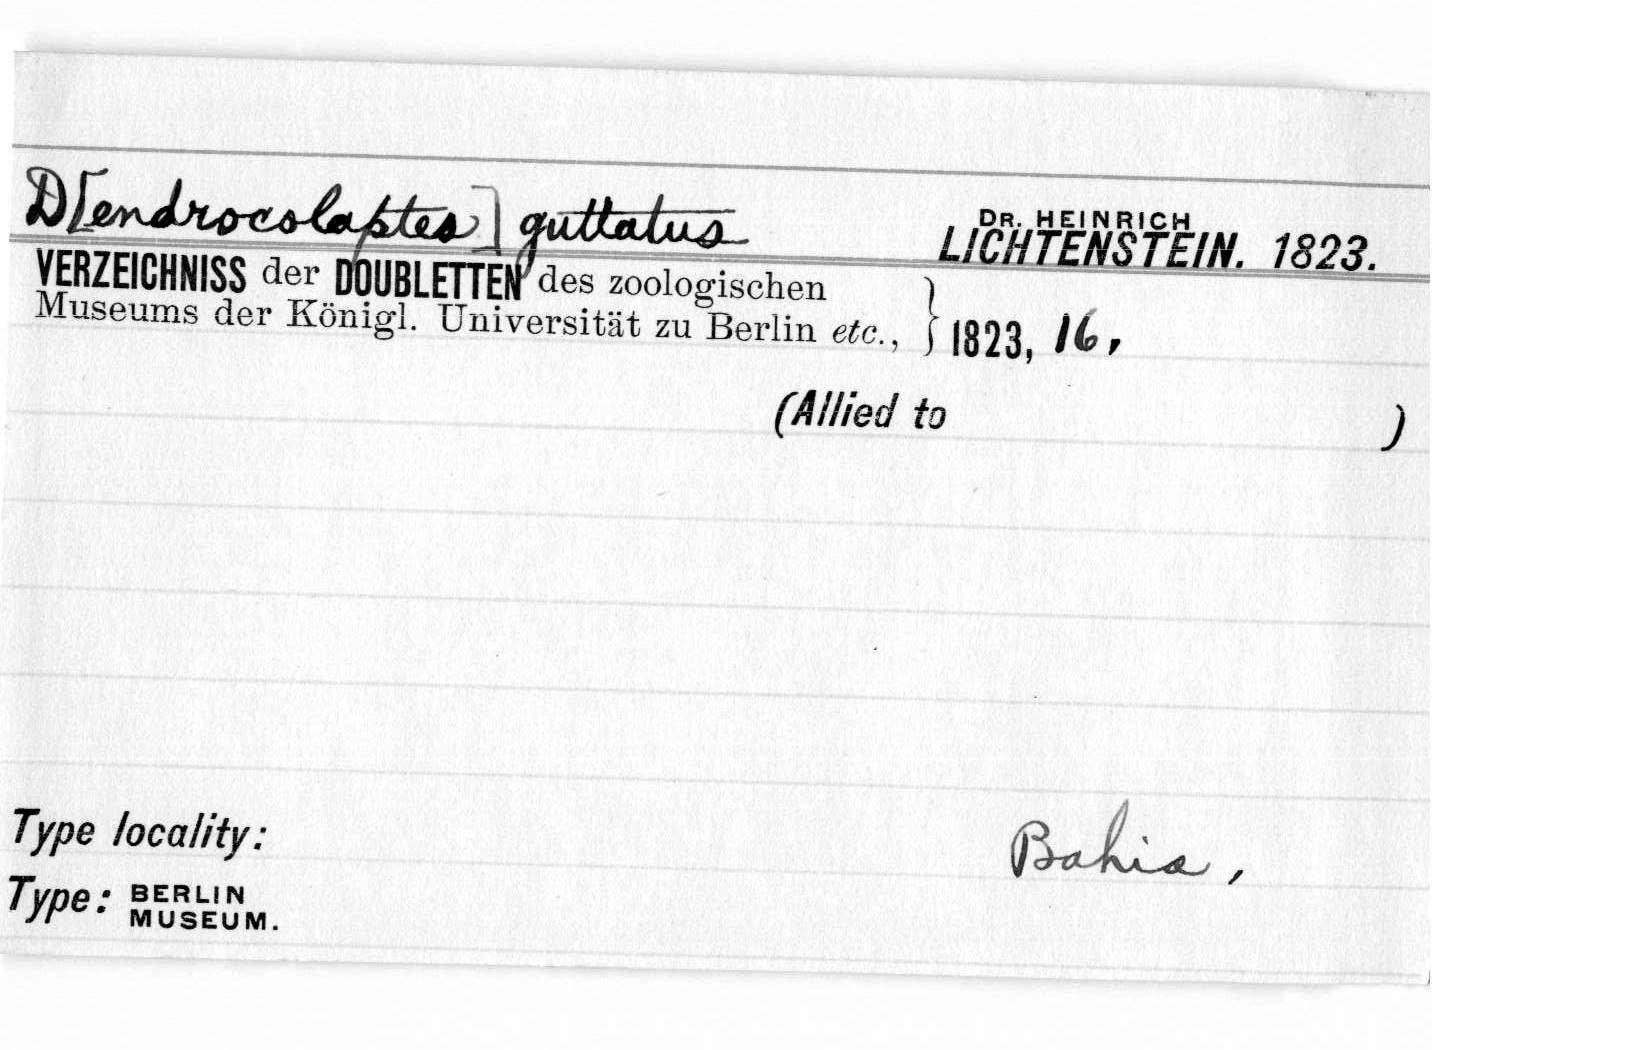 D[endrocolaptes] guttatus
DR. HEINRICH
LICHTENSTEIN. 1823.
VERZEICHNISS der DOUBLETTEN des zoologischen
Museums der Königl. Universität zu Berlin etc., } 1823, 16,
(Allied to )
Type locality: Bahia,
Type: BERLIN
MUSEUM.